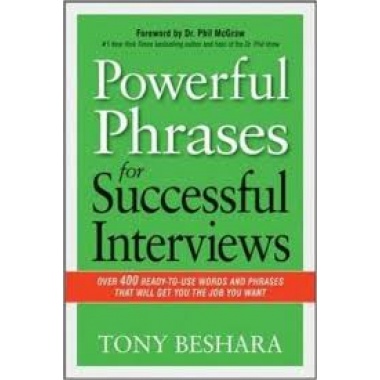 Foreword by Dr. Phil McGraw
#1 New York Times bestselling author and host of the Dr. Phil show
Powerful
Phrases
for
Successful
Interviews
OVER 400 READY-TO-USE WORDS AND PHRASES
THAT WILL GET YOU THE JOB YOU WANT
TONY BESHARA